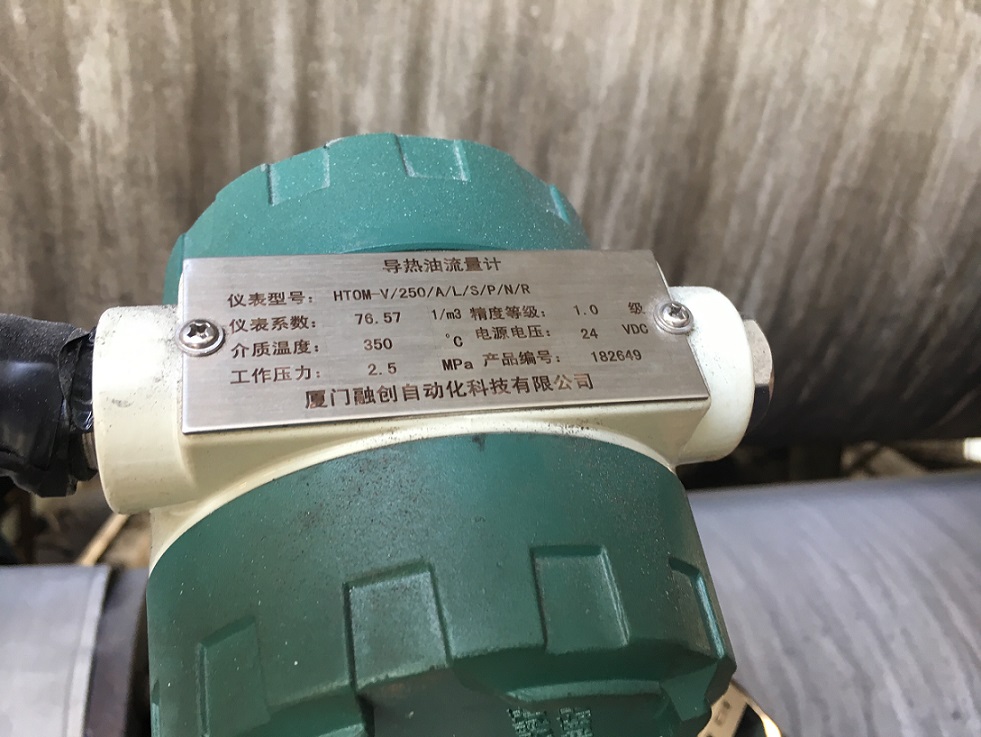 导热油流量计
仪表型号: HTOM-V/250/A/L/S/P/N/R
仪表系数: 76.57 1/m3 精度等级: 1.0 级
介质温度: 350 ℃ 电源电压: 24 VDC
工作压力: 2.5 MPa 产品编号: 182649
厦门融创自动化科技有限公司